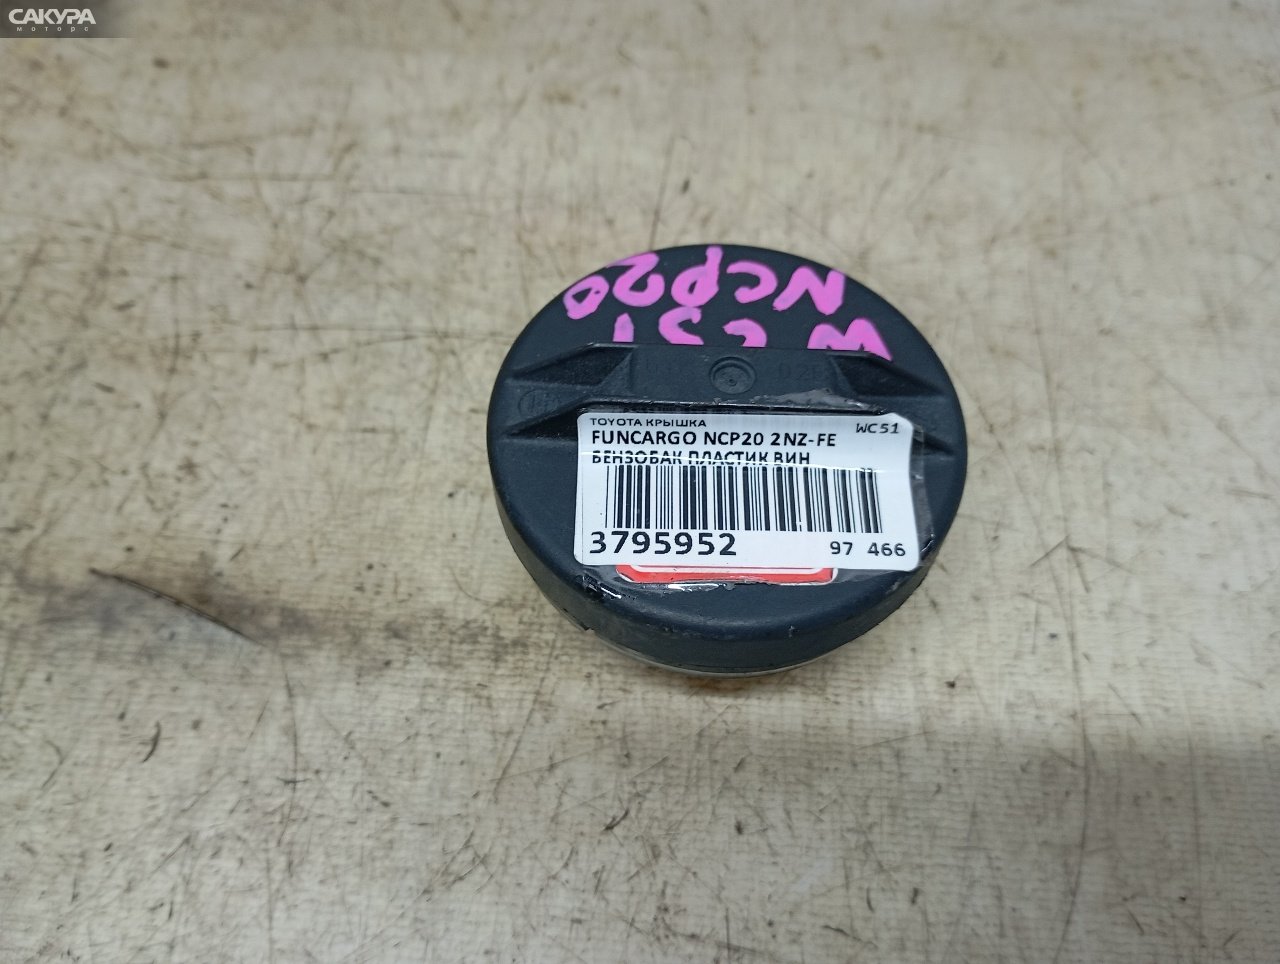 САКУРА
моторс
NCP20
WC51
TOYOTA КРЫШКА WC51
FUNCARGO NCP20 2NZ-FE
БЕНЗОБАК ПЛАСТИК ВИН
3795952 97 466